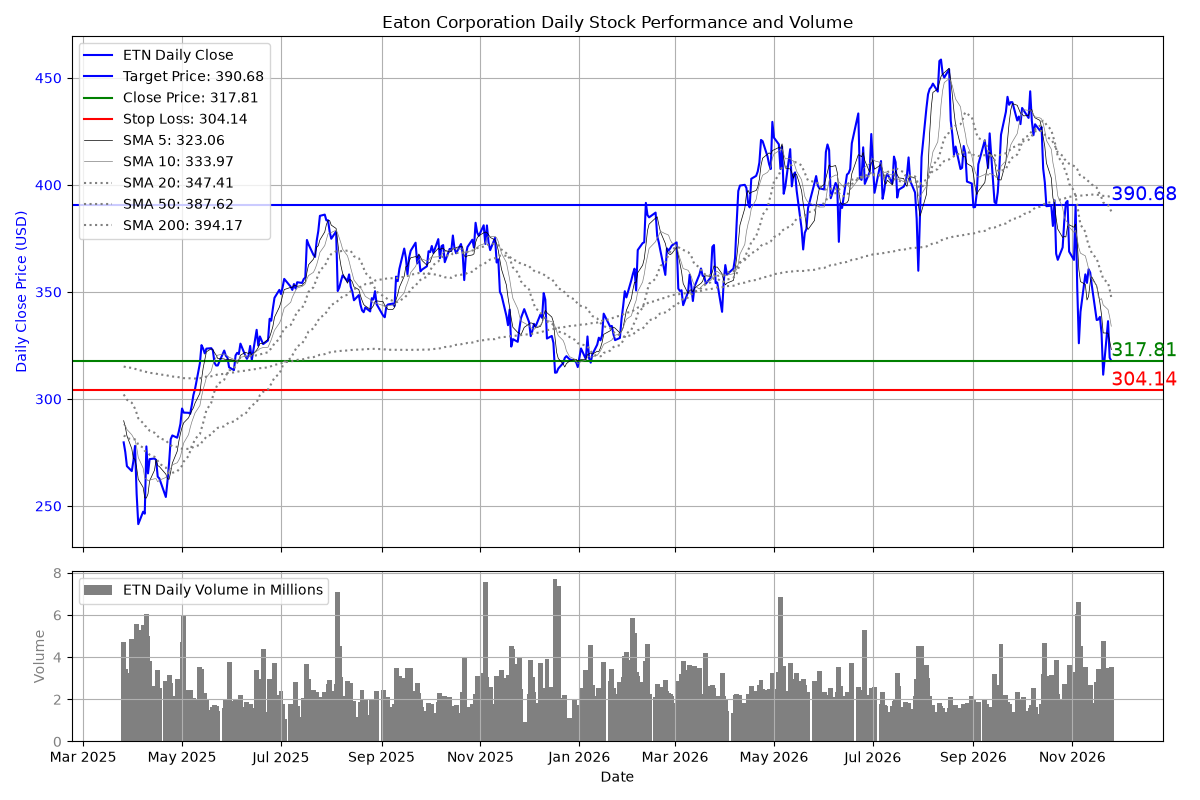 Eaton Corporation Daily Stock Performance and Volume
ETN Daily Close
Target Price: 390.68
Close Price: 317.81
Stop Loss: 304.14
SMA 5: 323.06
SMA 10: 333.97
SMA 20: 347.41
SMA 50: 387.62
SMA 200: 394.17
450
400
350
300
250
Daily Close Price (USD)
390.68
317.81
304.14
ETN Daily Volume in Millions
8
6
4
2
0
Volume
Mar 2025
May 2025
Jul 2025
Sep 2025
Nov 2025
Jan 2026
Mar 2026
May 2026
Jul 2026
Sep 2026
Nov 2026
Date